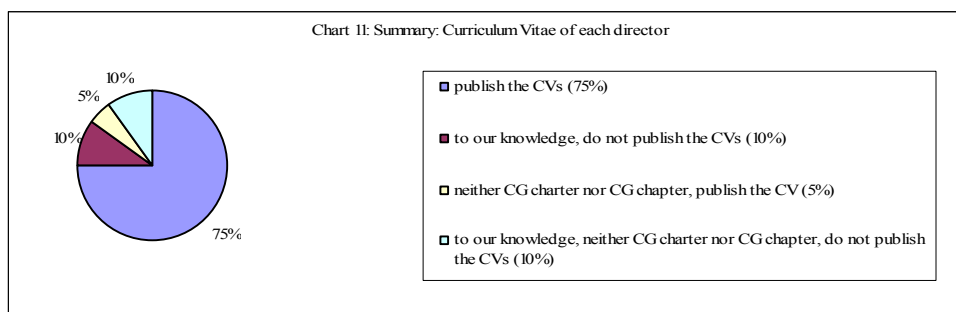 Chart 11: Summary: Curriculum Vitae of each director
10%
5%
10%
75%
publish the CVs (75%)
to our knowledge, do not publish the CVs (10%)
neither CG charter nor CG chapter, publish the CV (5%)
to our knowledge, neither CG charter nor CG chapter, do not publish
the CVs (10%)